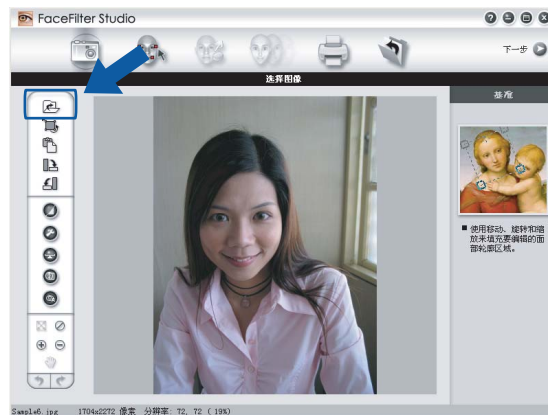 FaceFilter Studio
下一步
选择图像
基准
■ 使用移动、旋转和缩
放来填充要编辑的面
部轮廓区域。
Sample6.jpg 1704x2272 像素 分辨率: 72, 72 ( 19%)